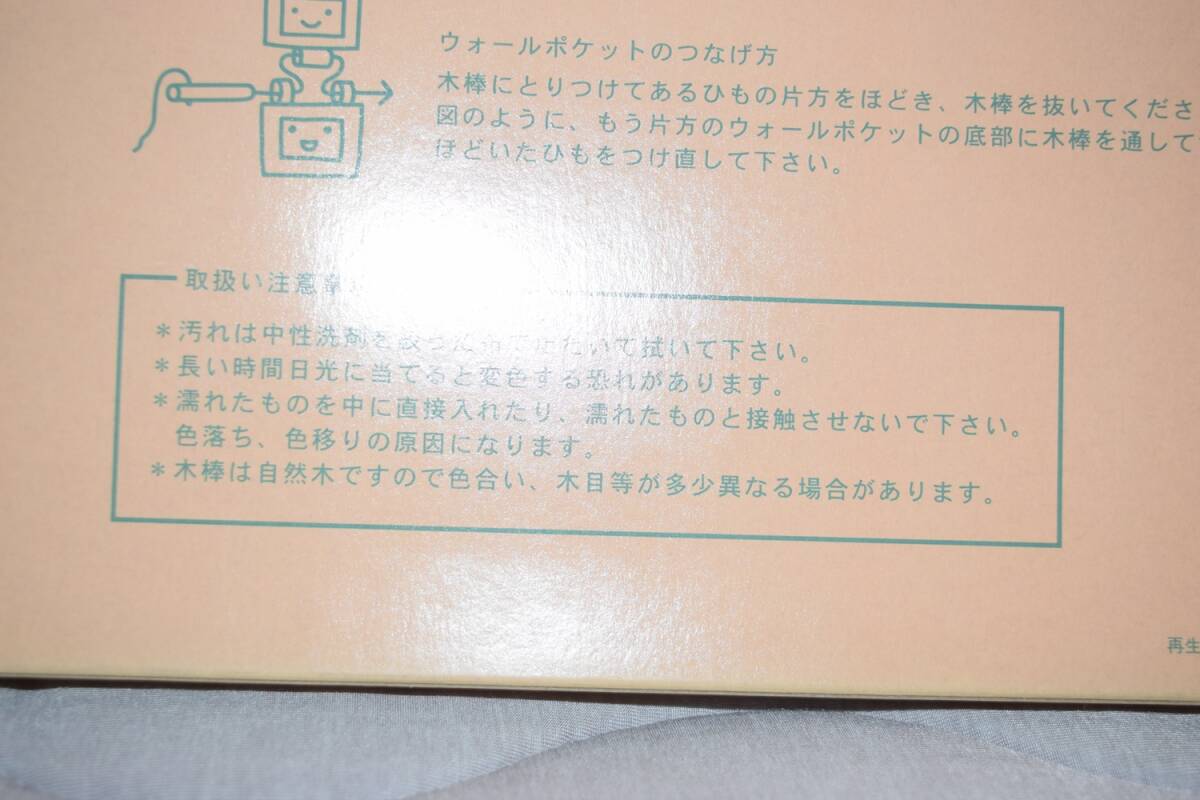 ウォールポケットのつなげ方
木棒にとりつけてあるひもの片方をほどき、木棒を抜いてくださ
図のように、もう片方のウォールポケットの底部に木棒を通して
ほどいたひもをつけ直して下さい。
取扱い注意事
＊汚れは中性洗剤を いて拭いて下さい。
＊長い時間日光に当てると変色する恐れがあります。
＊濡れたものを中に直接入れたり、濡れたものと接触させないで下さい。
色落ち、色移りの原因になります。
＊木棒は自然木ですので色合い、木目等が多少異なる場合があります。
再生